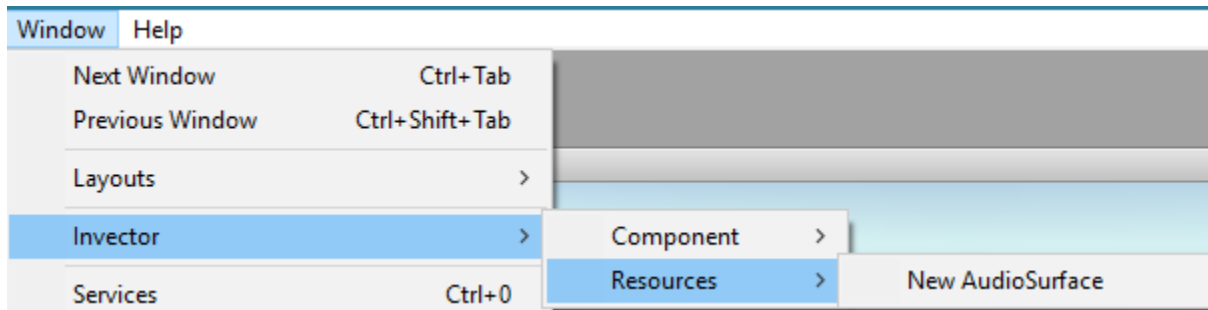 Window Help
Next Window Ctrl+Tab
Previous Window Ctrl+Shift+Tab
Layouts
Invector Component
Resources New AudioSurface
Services Ctrl+0